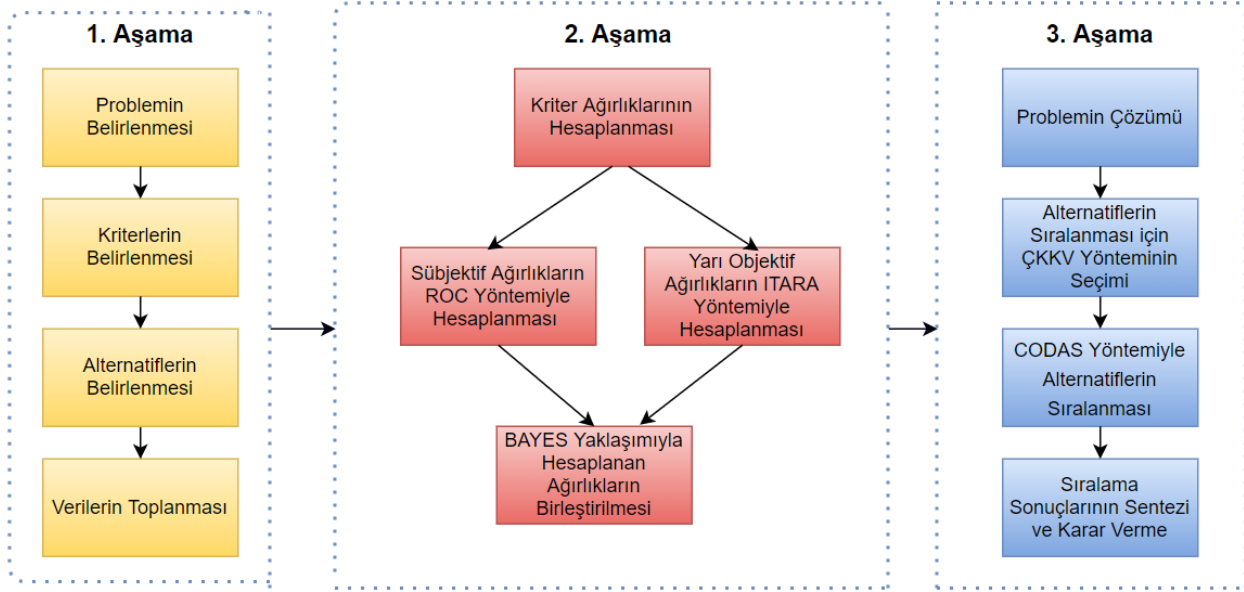 1. Aşama
Problemin
Belirlenmesi
Kriterlerin
Belirlenmesi
Alternatiflerin
Belirlenmesi
Verilerin Toplanması
2. Aşama
Kriter Ağırlıklarının
Hesaplanması
Sübjektif Ağırlıkların
ROC Yöntemiyle
Hesaplanması
Yarı Objektif
Ağırlıkların ITARA
Yöntemiyle
Hesaplanması
BAYES Yaklaşımıyla
Hesaplanan
Ağırlıkların
Birleştirilmesi
3. Aşama
Problemin Çözümü
Alternatiflerin
Sıralanması için
ÇKKV Yönteminin
Seçimi
CODAS Yöntemiyle
Alternatiflerin
Sıralanması
Sıralama
Sonuçlarının Sentezi
ve Karar Verme